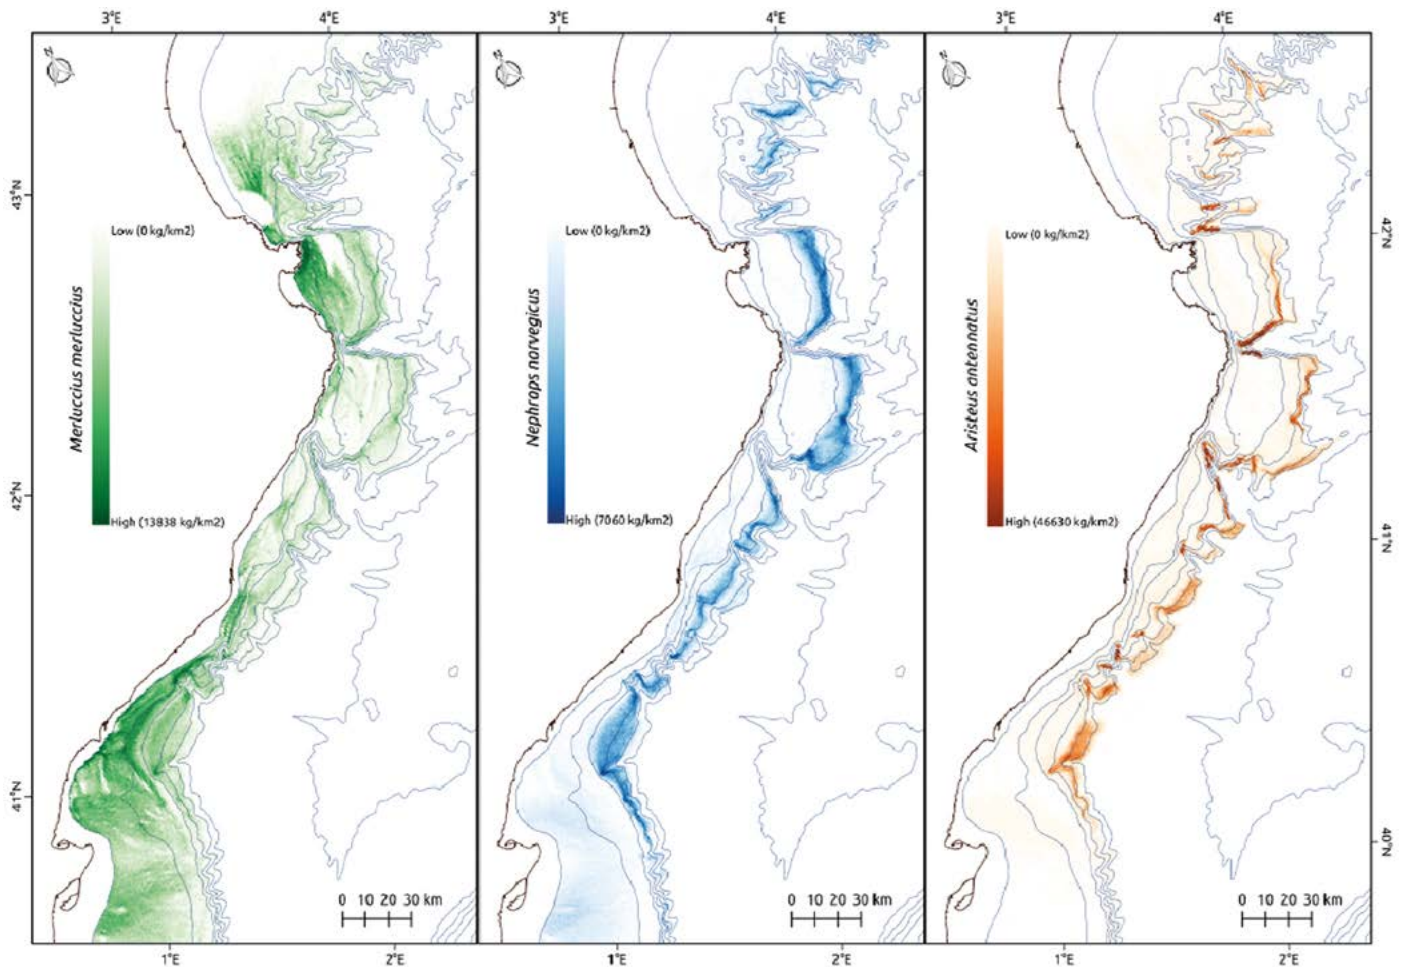 3°E 4°E 3°E 4°E 3°E 4°E
N N N
43°N
42°N
41°N
42°N
41°N
40°N
Low (0 kg/km2)
Merluccius merluccius
High (13838 kg/km2)
0 10 20 30 km
Low (0 kg/km2)
Nephrops norvegicus
High (7060 kg/km2)
0 10 20 30 km
Low (0 kg/km2)
Aristeus antennatus
High (46630 kg/km2)
0 10 20 30 km
1°E 2°E 1°E 2°E 1°E 2°E